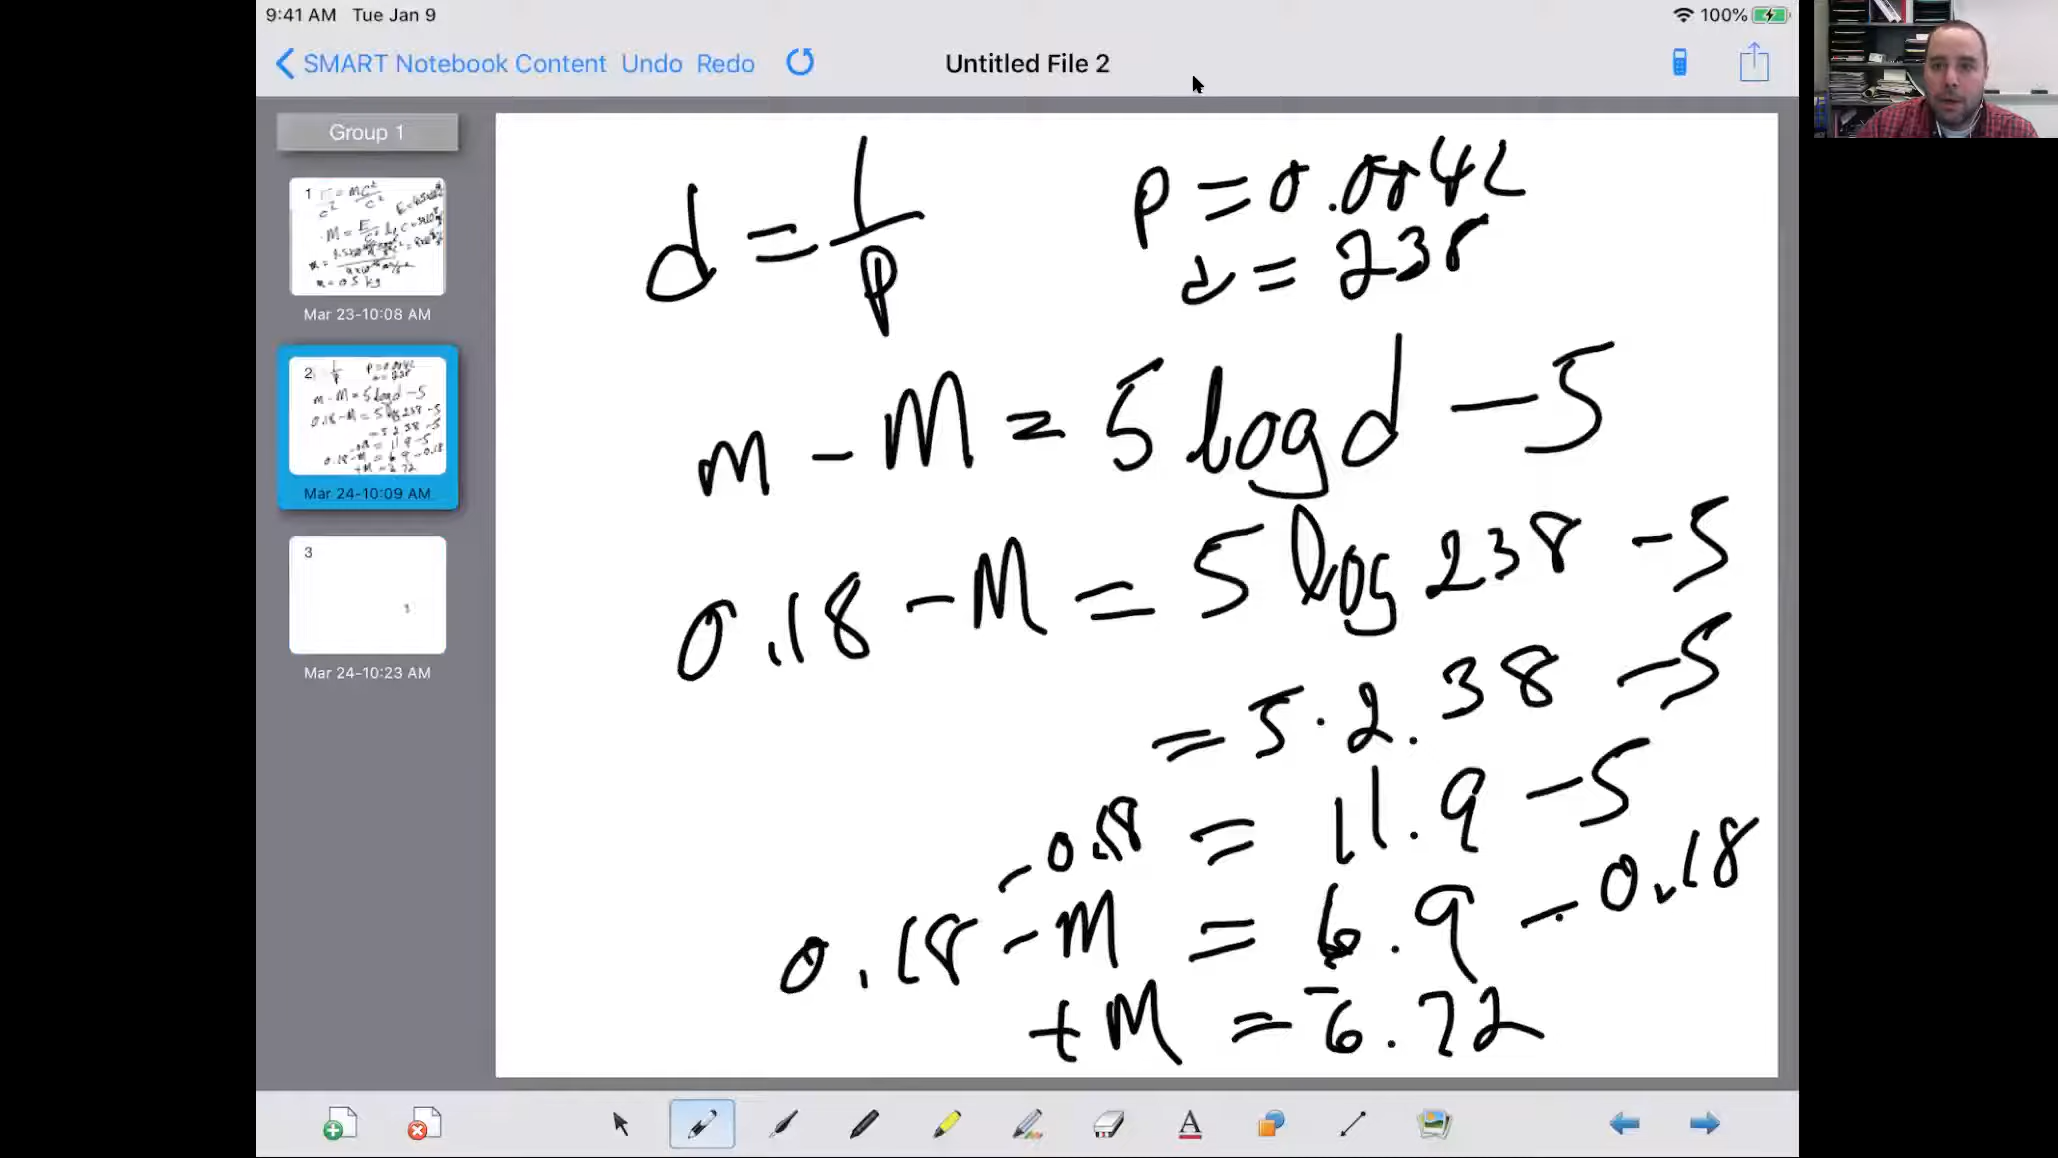 9:41 AM Tue Jan 9
100%
SMART Notebook Content Undo Redo
Untitled File 2
Group 1
1
Mar 23-10:08 AM
2
Mar 24-10:09 AM
3
Mar 24-10:23 AM
d = 1/p
p = 0.0042
d = 238
m - M = 5 log d - 5
0.18 - M = 5 log 238 - 5
= 5 · 2.38 - 5
-0.18 = 11.9 - 5
0.18 - M = 6.9 - 0.18
+M = -6.72
A